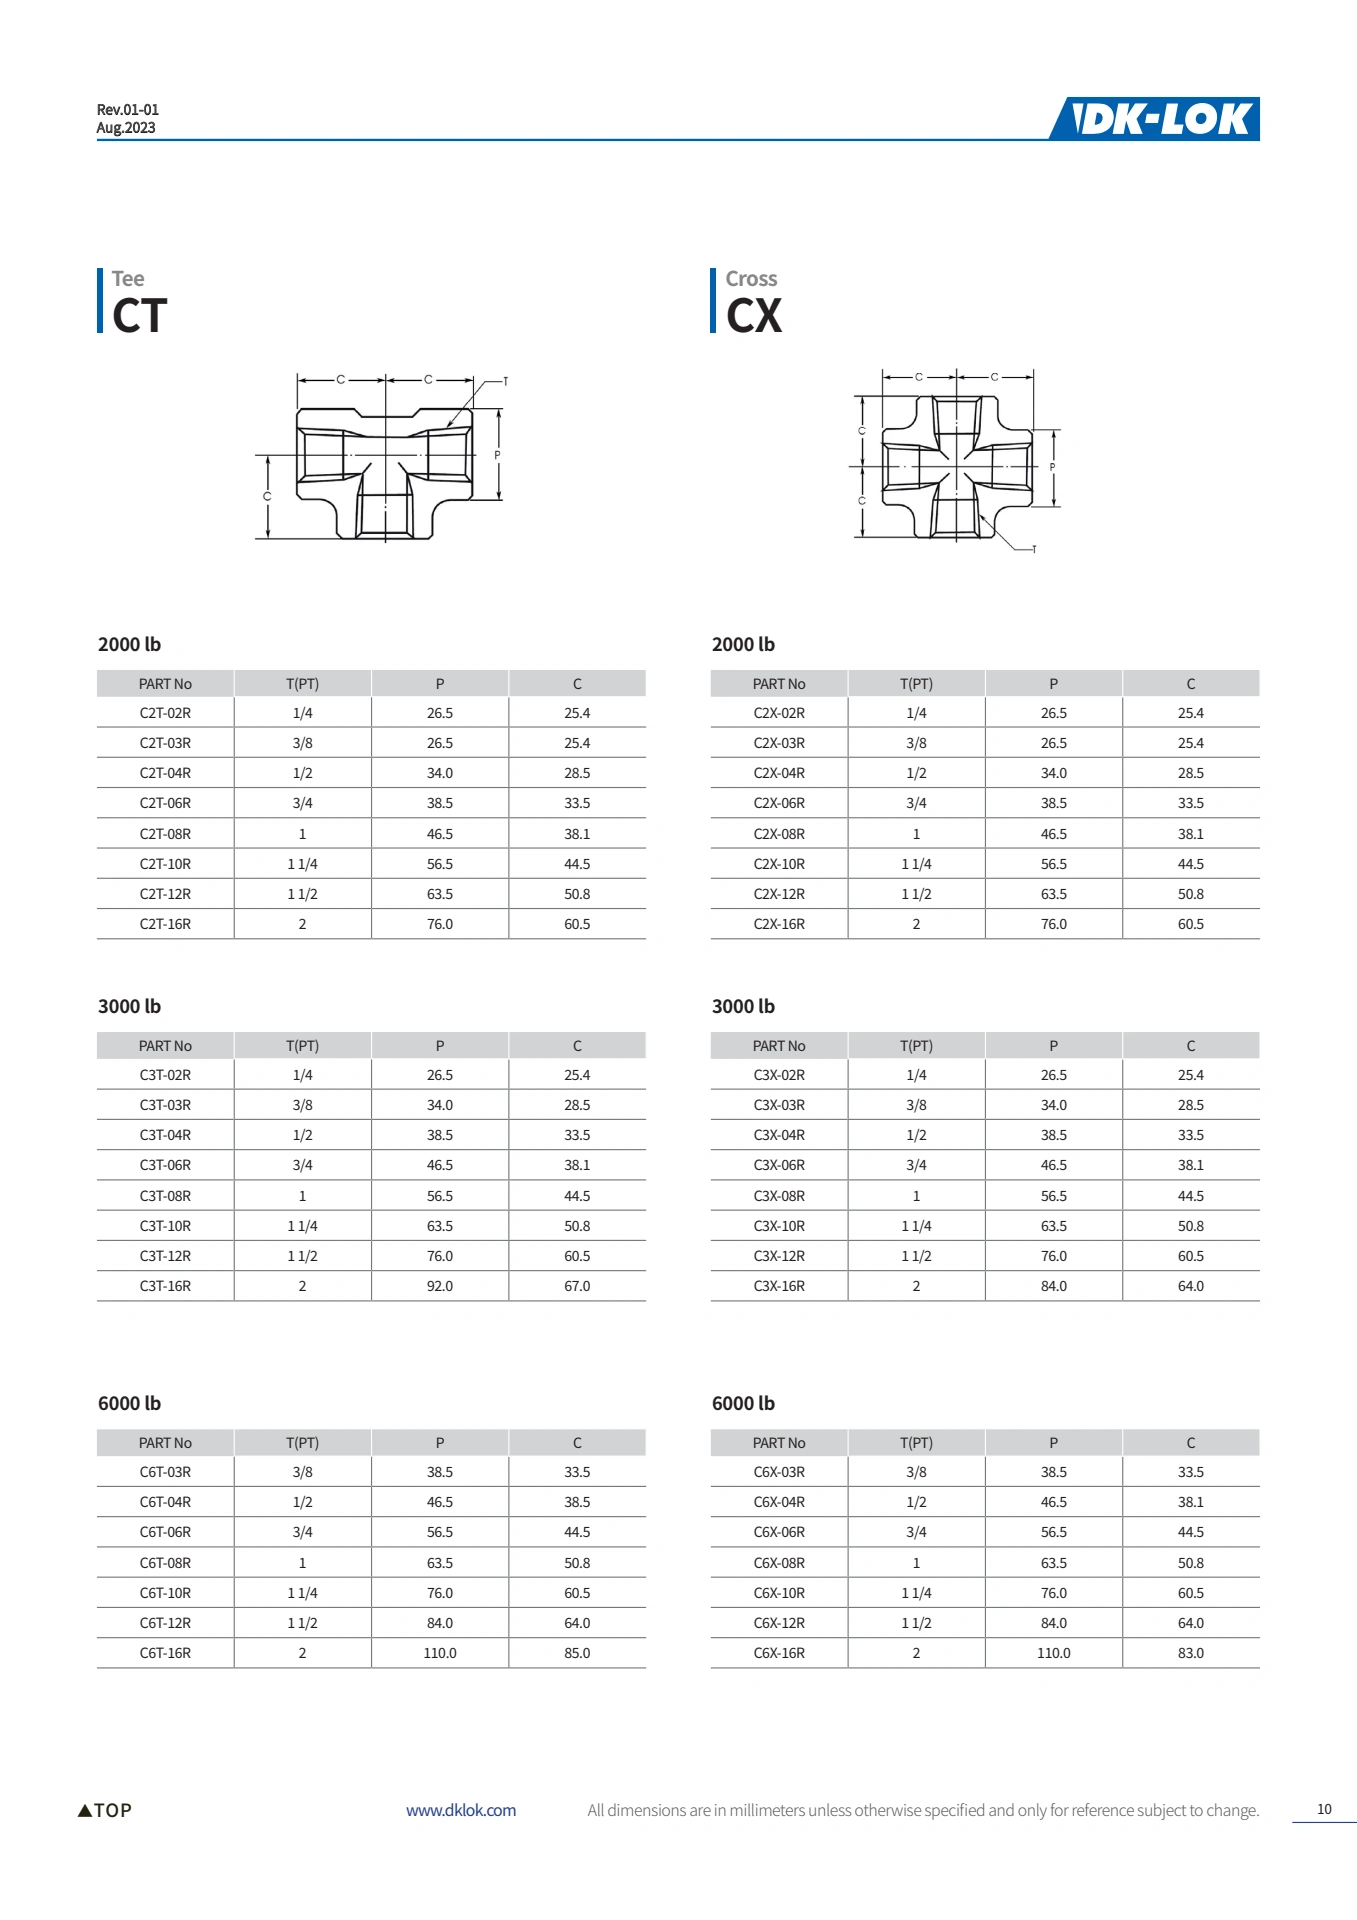 Rev.01-01
Aug.2023
DK-LOK
Tee
CT
C C T
P
C
2000 lb
PART No T(PT) P C
C2T-02R 1/4 26.5 25.4
C2T-03R 3/8 26.5 25.4
C2T-04R 1/2 34.0 28.5
C2T-06R 3/4 38.5 33.5
C2T-08R 1 46.5 38.1
C2T-10R 1 1/4 56.5 44.5
C2T-12R 1 1/2 63.5 50.8
C2T-16R 2 76.0 60.5
3000 lb
PART No T(PT) P C
C3T-02R 1/4 26.5 25.4
C3T-03R 3/8 34.0 28.5
C3T-04R 1/2 38.5 33.5
C3T-06R 3/4 46.5 38.1
C3T-08R 1 56.5 44.5
C3T-10R 1 1/4 63.5 50.8
C3T-12R 1 1/2 76.0 60.5
C3T-16R 2 92.0 67.0
6000 lb
PART No T(PT) P C
C6T-03R 3/8 38.5 33.5
C6T-04R 1/2 46.5 38.5
C6T-06R 3/4 56.5 44.5
C6T-08R 1 63.5 50.8
C6T-10R 1 1/4 76.0 60.5
C6T-12R 1 1/2 84.0 64.0
C6T-16R 2 110.0 85.0
Cross
CX
C C
C
P
C
T
2000 lb
PART No T(PT) P C
C2X-02R 1/4 26.5 25.4
C2X-03R 3/8 26.5 25.4
C2X-04R 1/2 34.0 28.5
C2X-06R 3/4 38.5 33.5
C2X-08R 1 46.5 38.1
C2X-10R 1 1/4 56.5 44.5
C2X-12R 1 1/2 63.5 50.8
C2X-16R 2 76.0 60.5
3000 lb
PART No T(PT) P C
C3X-02R 1/4 26.5 25.4
C3X-03R 3/8 34.0 28.5
C3X-04R 1/2 38.5 33.5
C3X-06R 3/4 46.5 38.1
C3X-08R 1 56.5 44.5
C3X-10R 1 1/4 63.5 50.8
C3X-12R 1 1/2 76.0 60.5
C3X-16R 2 84.0 64.0
6000 lb
PART No T(PT) P C
C6X-03R 3/8 38.5 33.5
C6X-04R 1/2 46.5 38.1
C6X-06R 3/4 56.5 44.5
C6X-08R 1 63.5 50.8
C6X-10R 1 1/4 76.0 60.5
C6X-12R 1 1/2 84.0 64.0
C6X-16R 2 110.0 83.0
▲TOP www.dklok.com All dimensions are in millimeters unless otherwise specified and only for reference subject to change. 10